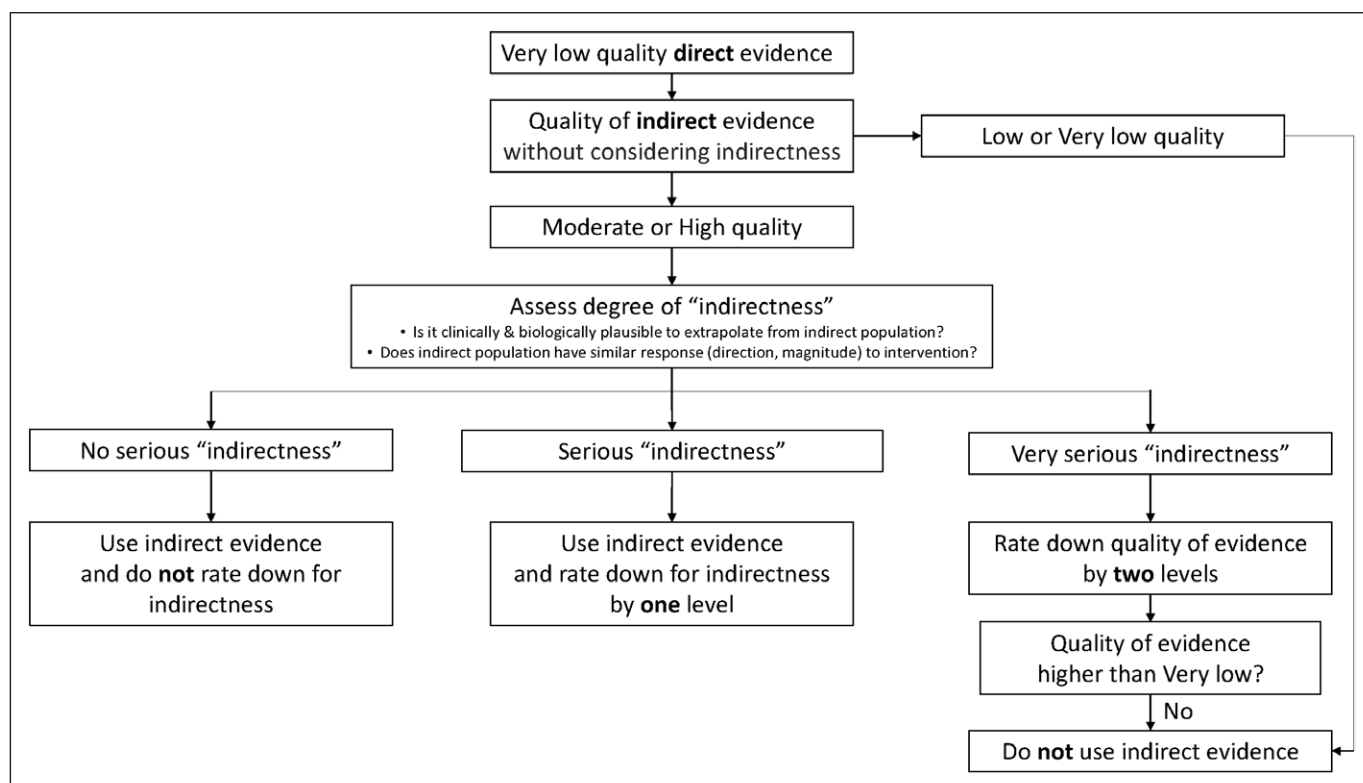 Very low quality direct evidence
Quality of indirect evidence
without considering indirectness
Low or Very low quality
Moderate or High quality
Assess degree of “indirectness”
• Is it clinically & biologically plausible to extrapolate from indirect population?
• Does indirect population have similar response (direction, magnitude) to intervention?
No serious “indirectness”
Serious “indirectness”
Very serious “indirectness”
Use indirect evidence
and do not rate down for
indirectness
Use indirect evidence
and rate down for indirectness
by one level
Rate down quality of evidence
by two levels
Quality of evidence
higher than Very low?
No
Do not use indirect evidence